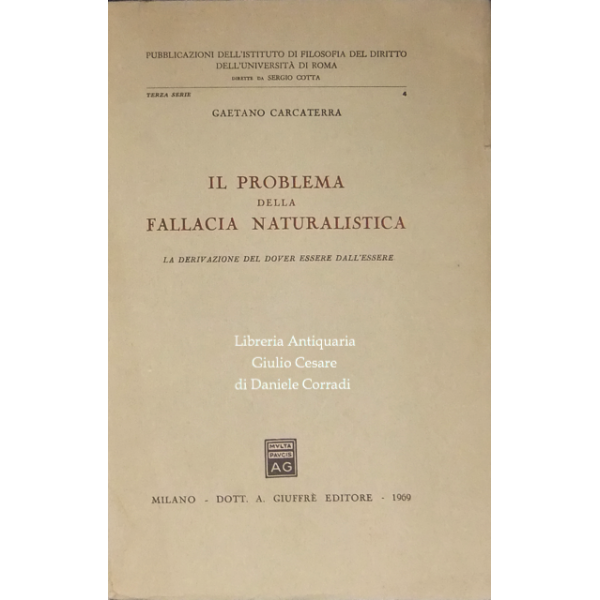 PUBBLICAZIONI DELL'ISTITUTO DI FILOSOFIA DEL DIRITTO
DELL'UNIVERSITÀ DI ROMA
DIRETTE DA SERGIO COTTA
TERZA SERIE 4
GAETANO CARCATERRA
IL PROBLEMA
DELLA
FALLACIA NATURALISTICA
LA DERIVAZIONE DEL DOVER ESSERE DALL'ESSERE
Libreria Antiquaria
Giulio Cesare
di Daniele Corradi
MVLTA
PAVCIS
AG
MILANO - DOTT. A. GIUFFRÈ EDITORE - 1969